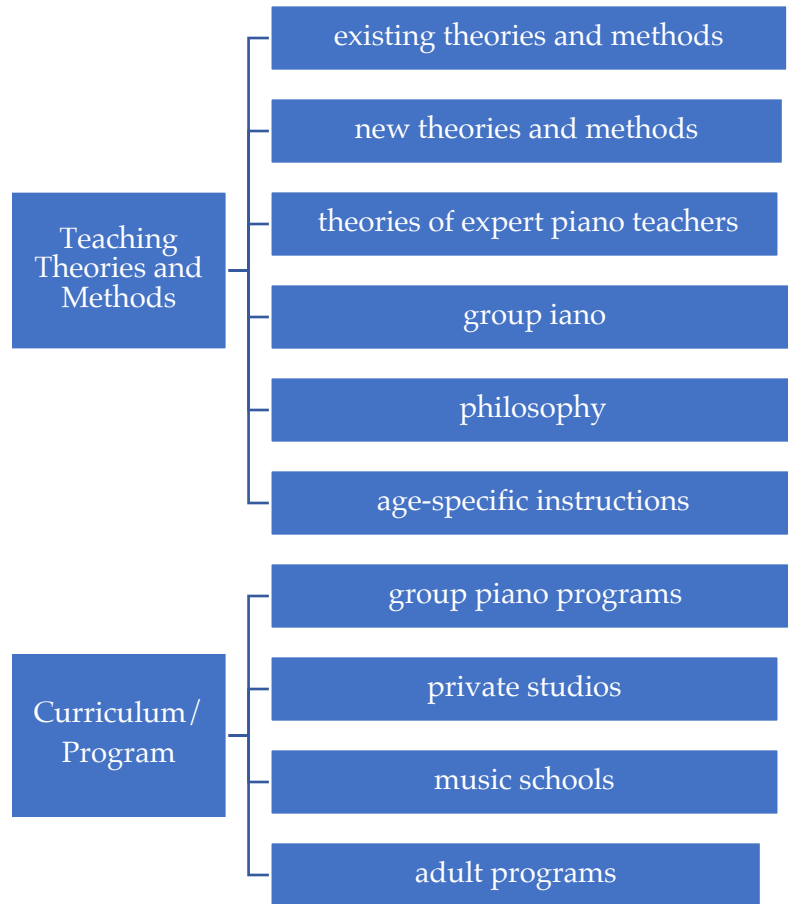 Teaching
Theories and
Methods
existing theories and methods
new theories and methods
theories of expert piano teachers
group iano
philosophy
age-specific instructions
Curriculum/
Program
group piano programs
private studios
music schools
adult programs